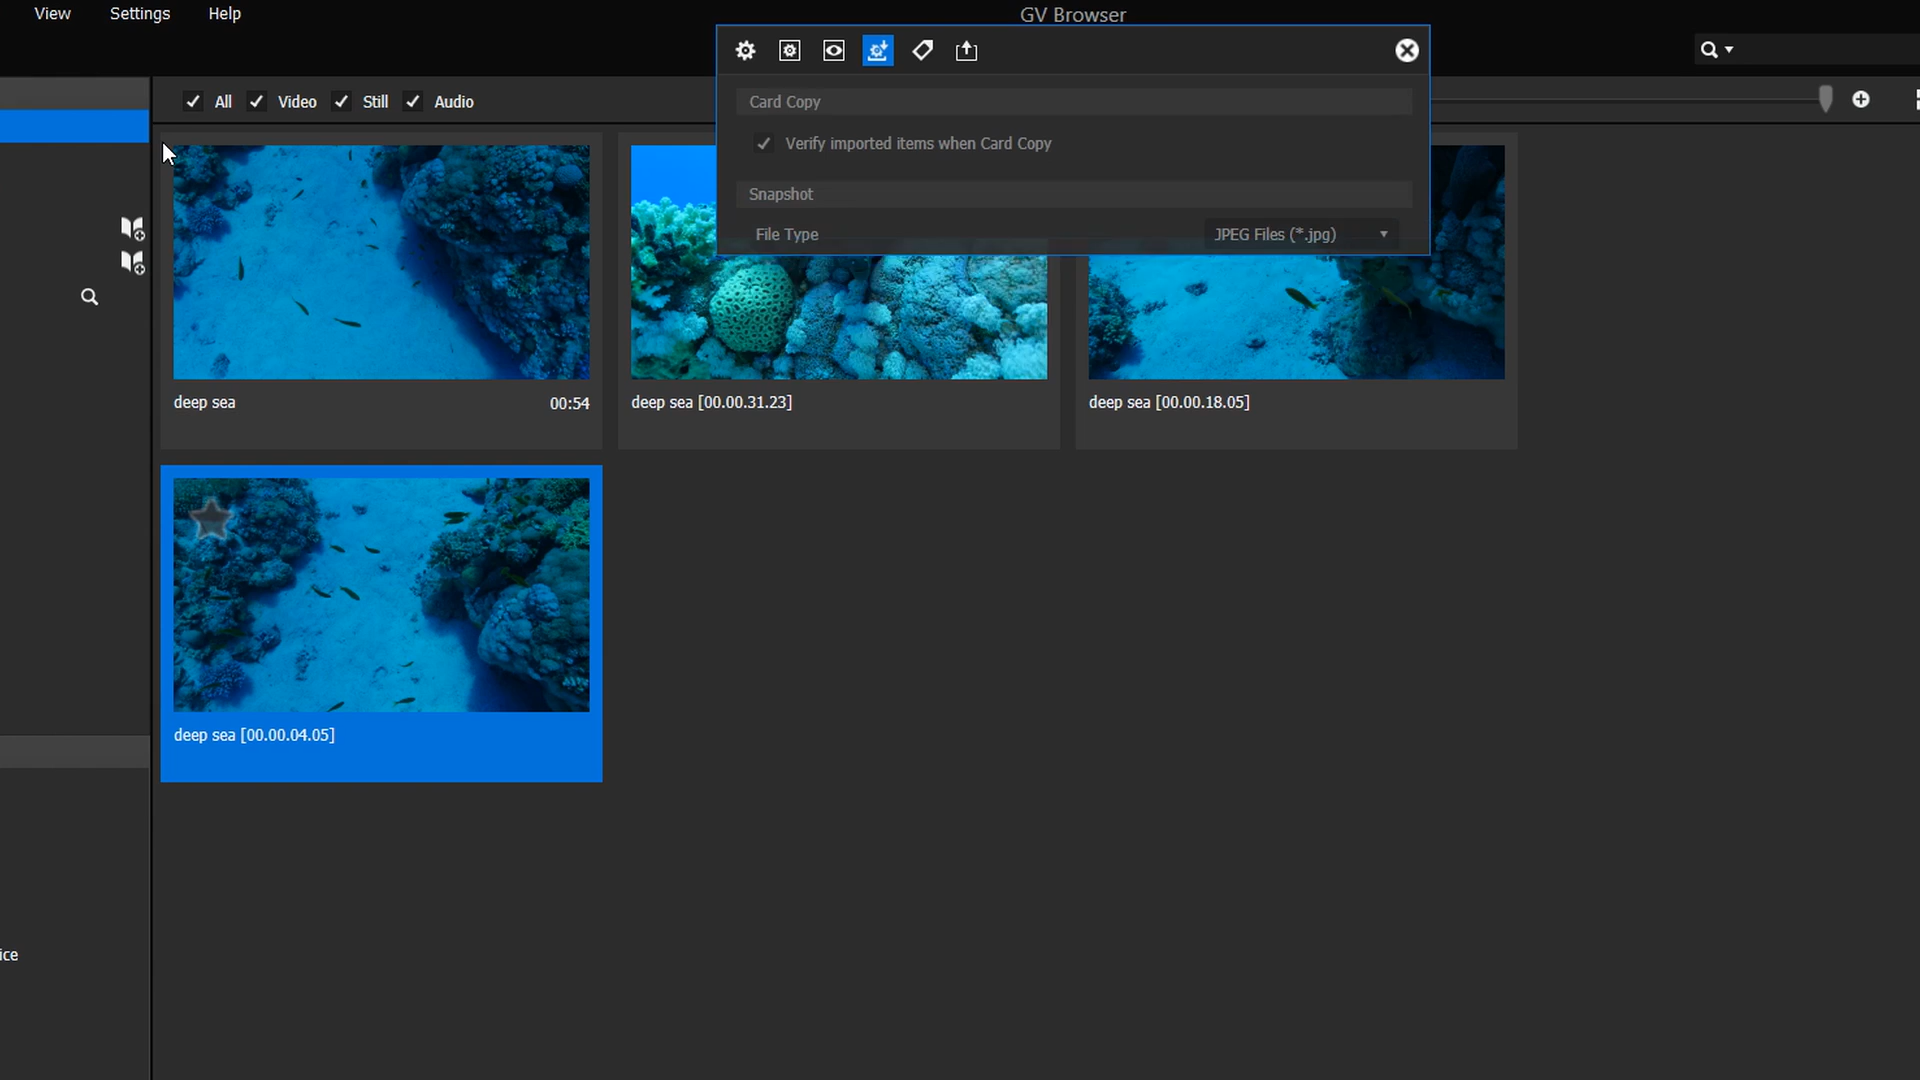 View Settings Help
GV Browser
All Video Still Audio
Card Copy
Verify imported items when Card Copy
Snapshot
File Type JPEG Files (*.jpg)
deep sea 00:54
deep sea [00.00.31.23]
deep sea [00.00.18.05]
deep sea [00.00.04.05]
ice